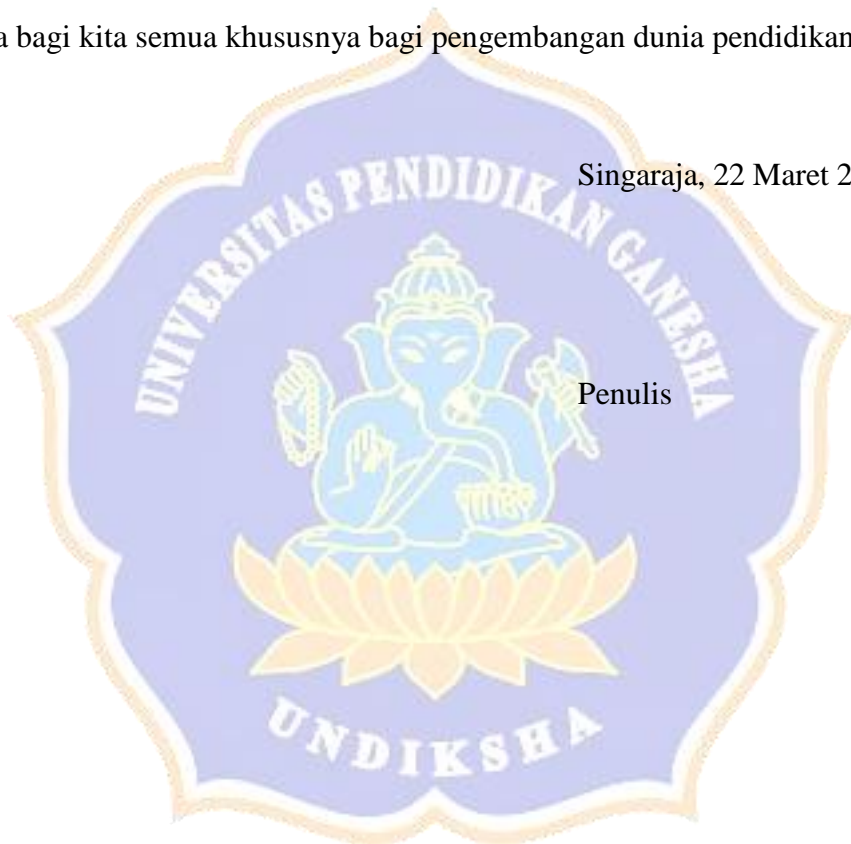 a bagi kita semua khususnya bagi pengembangan dunia pendidikan
Singaraja, 22 Maret 2
UNIVERSITAS PENDIDIKAN GANESHA
Penulis
UNDIKSHA